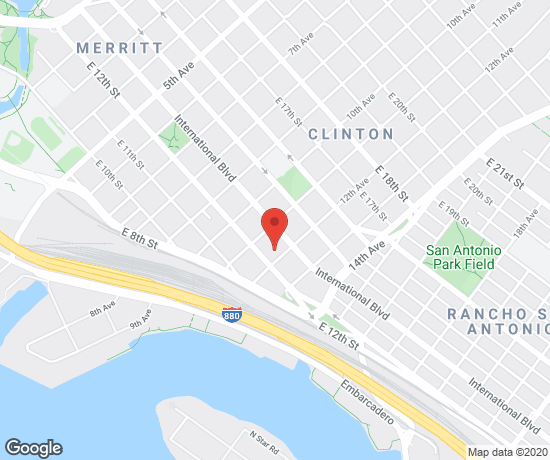 10th Ave
11th Ave
MERRITT
7th Ave
12th Ave
E 12th St
5th Ave
E 17th St
10th Ave
E 20th St
International Blvd
CLINTON
E 11th St
E 10th St
E 18th St
E 21st St
12th Ave
E 20th St
E 17th St
E 19th St
18th Ave
E 8th St
14th Ave
San Antonio
Park Field
International Blvd
8th Ave
9th Ave
880
E 12th St
RANCHO S
ANTONIO
International Blvd
Embarcadero
N Star Rd
Google
Map data ©2020